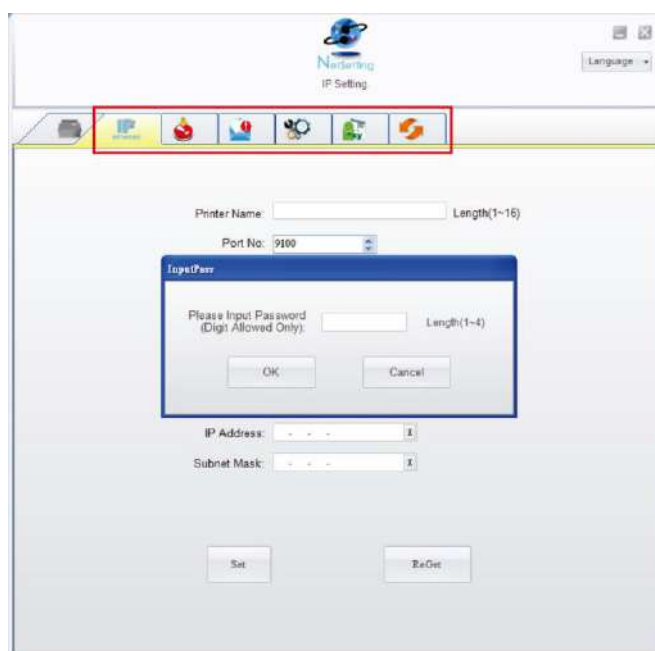 NetSetting
IP Setting
Language
IP
Printer Name:
Length(1~16)
Port No: 9100
InputPass
Please Input Password
(Digit Allowed Only):
Length(1~4)
OK
Cancel
IP Address:
X
Subnet Mask:
X
Set
ReGet